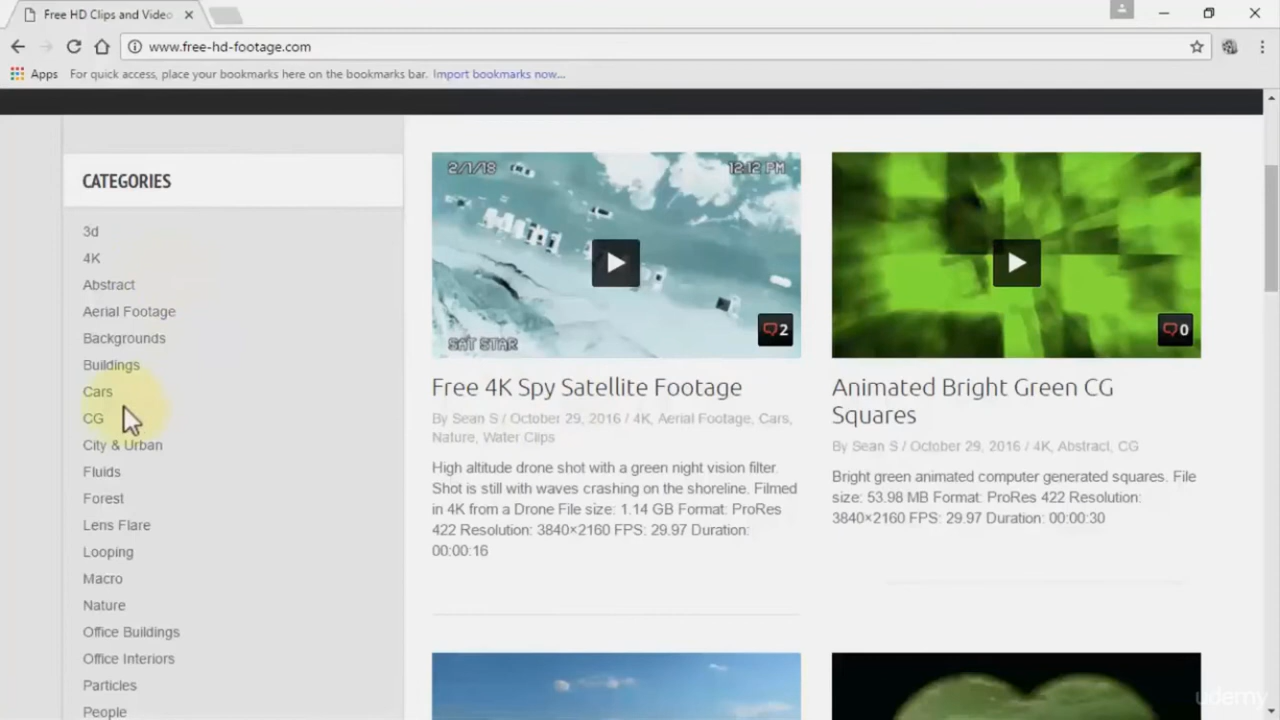 Free HD Clips and Video
www.free-hd-footage.com
Apps For quick access, place your bookmarks here on the bookmarks bar. Import bookmarks now...
CATEGORIES
3d
4K
Abstract
Aerial Footage
Backgrounds
Buildings
Cars
CG
City & Urban
Fluids
Forest
Lens Flare
Looping
Macro
Nature
Office Buildings
Office Interiors
Particles
People
2/1/18 12:12 PM
SAT STAR
2
Free 4K Spy Satellite Footage
By Sean S / October 29, 2016 / 4K, Aerial Footage, Cars,
Nature, Water Clips
High altitude drone shot with a green night vision filter.
Shot is still with waves crashing on the shoreline. Filmed
in 4K from a Drone File size: 1.14 GB Format: ProRes
422 Resolution: 3840×2160 FPS: 29.97 Duration:
00:00:16
0
Animated Bright Green CG
Squares
By Sean S / October 29, 2016 / 4K, Abstract, CG
Bright green animated computer generated squares. File
size: 53.98 MB Format: ProRes 422 Resolution:
3840×2160 FPS: 29.97 Duration: 00:00:30
udemy